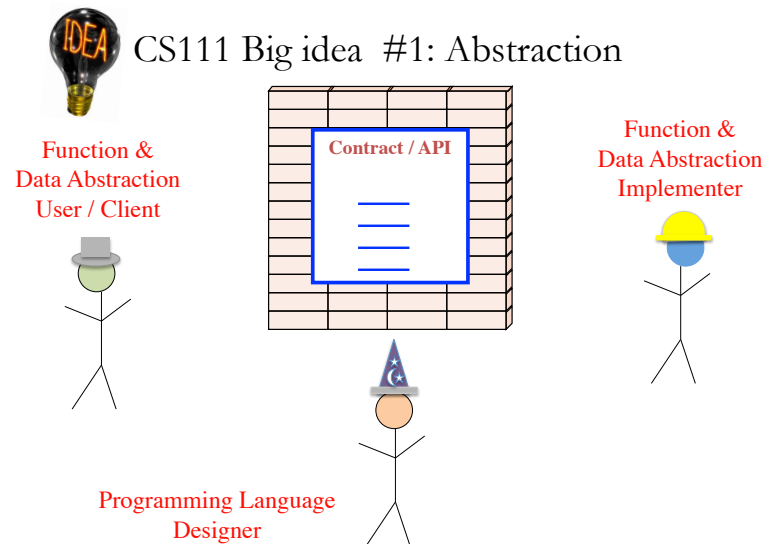 IDEA
CS111 Big idea #1: Abstraction
Function &
Data Abstraction
User / Client
Contract / API
Function &
Data Abstraction
Implementer
Programming Language
Designer